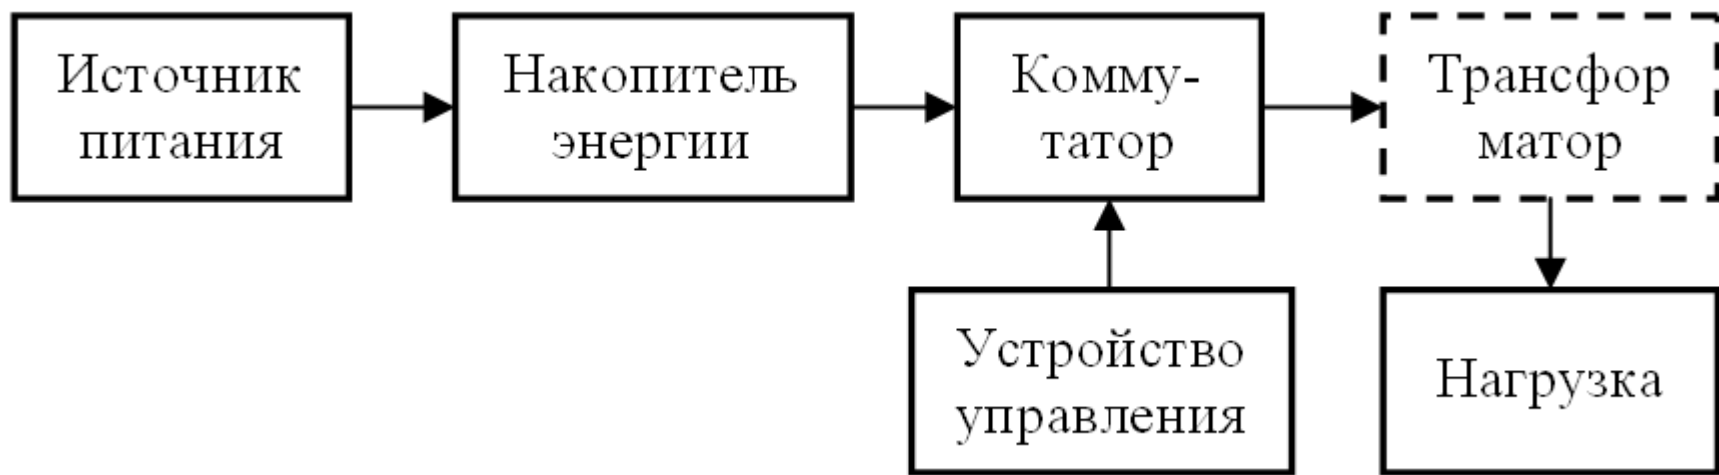 Источник
питания
Накопитель
энергии
Комму-
татор
Трансфор
матор
Устройство
управления
Нагрузка